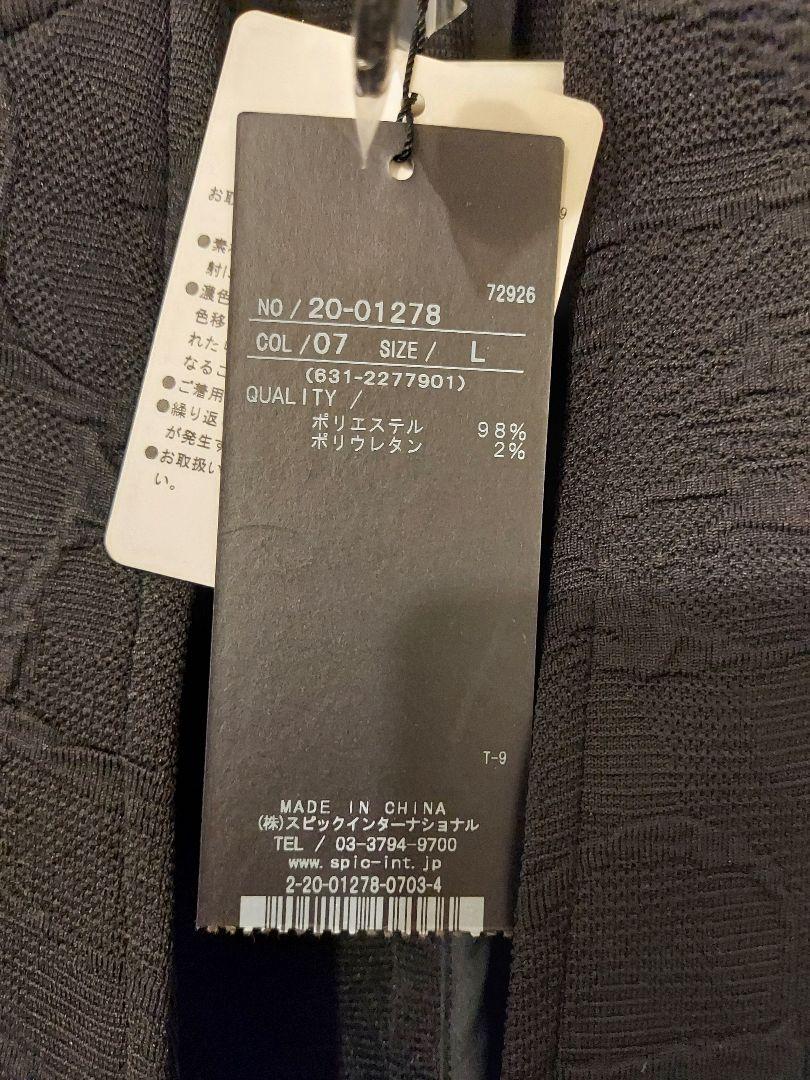 72926
NO / 20-01278
COL / 07 SIZE / L
(631-2277901)
QUALITY /
ポリエステル 98%
ポリウレタン 2%
T-9
MADE IN CHINA
(株)スピックインターナショナル
TEL / 03-3794-9700
www.spic-int.jp
2-20-01278-0703-4
お取
●素
射に
●濃色
色移
れた
なるこ
●ご着用
●繰り返
が発生す
●お取扱い
い。
9